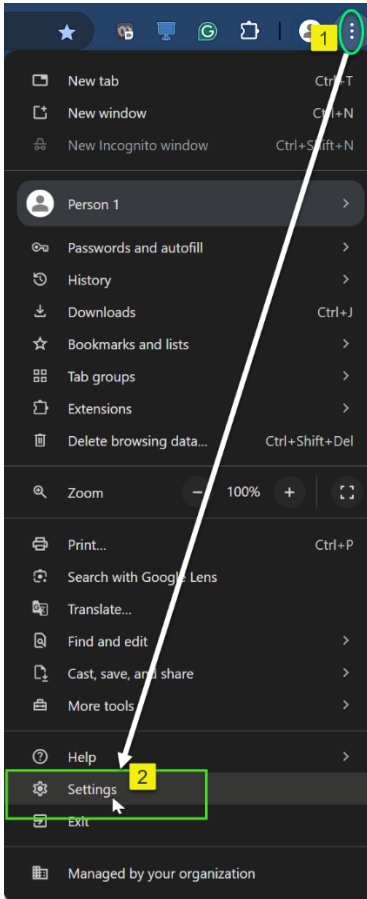 1
New tab Ctrl+T
New window Ctrl+N
New Incognito window Ctrl+Shift+N
Person 1
Passwords and autofill
History
Downloads Ctrl+J
Bookmarks and lists
Tab groups
Extensions
Delete browsing data... Ctrl+Shift+Del
Zoom - 100% +
Print... Ctrl+P
Search with Google Lens
Translate...
Find and edit
Cast, save, and share
More tools
Help
2
Settings
Exit
Managed by your organization